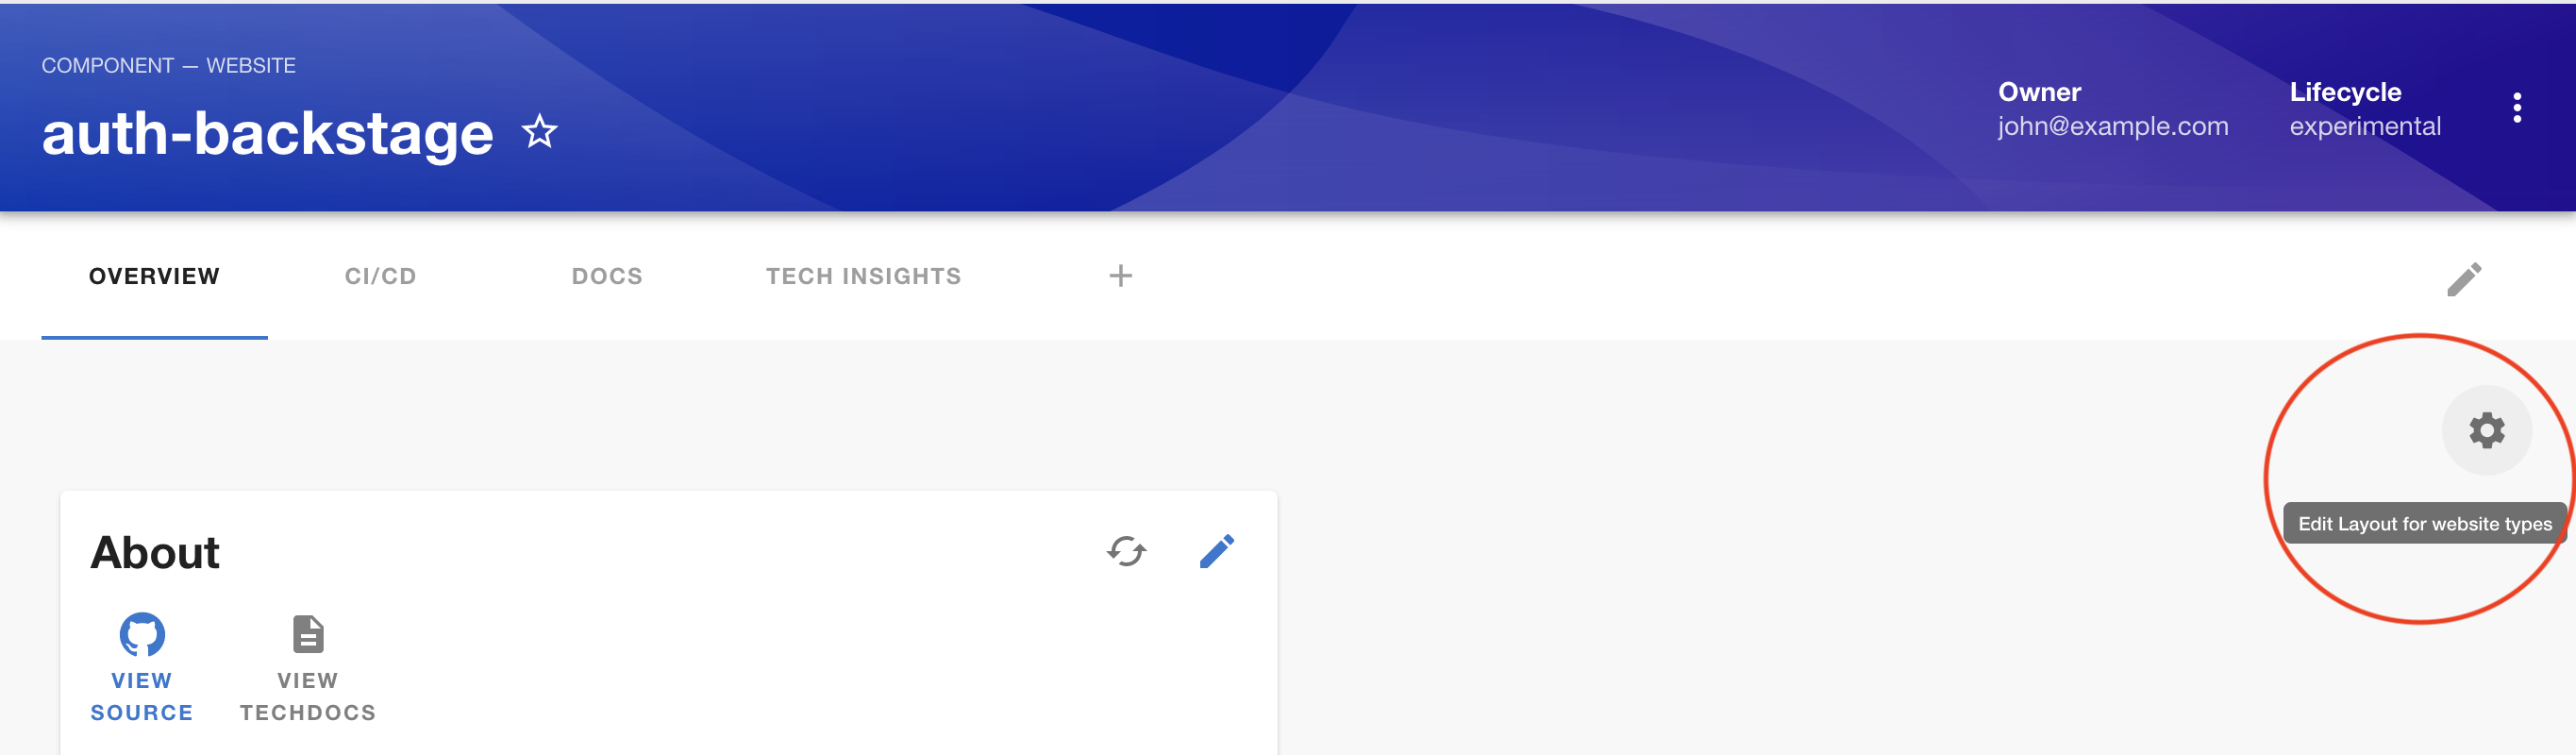 COMPONENT — WEBSITE
auth-backstage
Owner
john@example.com
Lifecycle
experimental
OVERVIEW
CI/CD
DOCS
TECH INSIGHTS
Edit Layout for website types
About
VIEW
SOURCE
VIEW
TECHDOCS